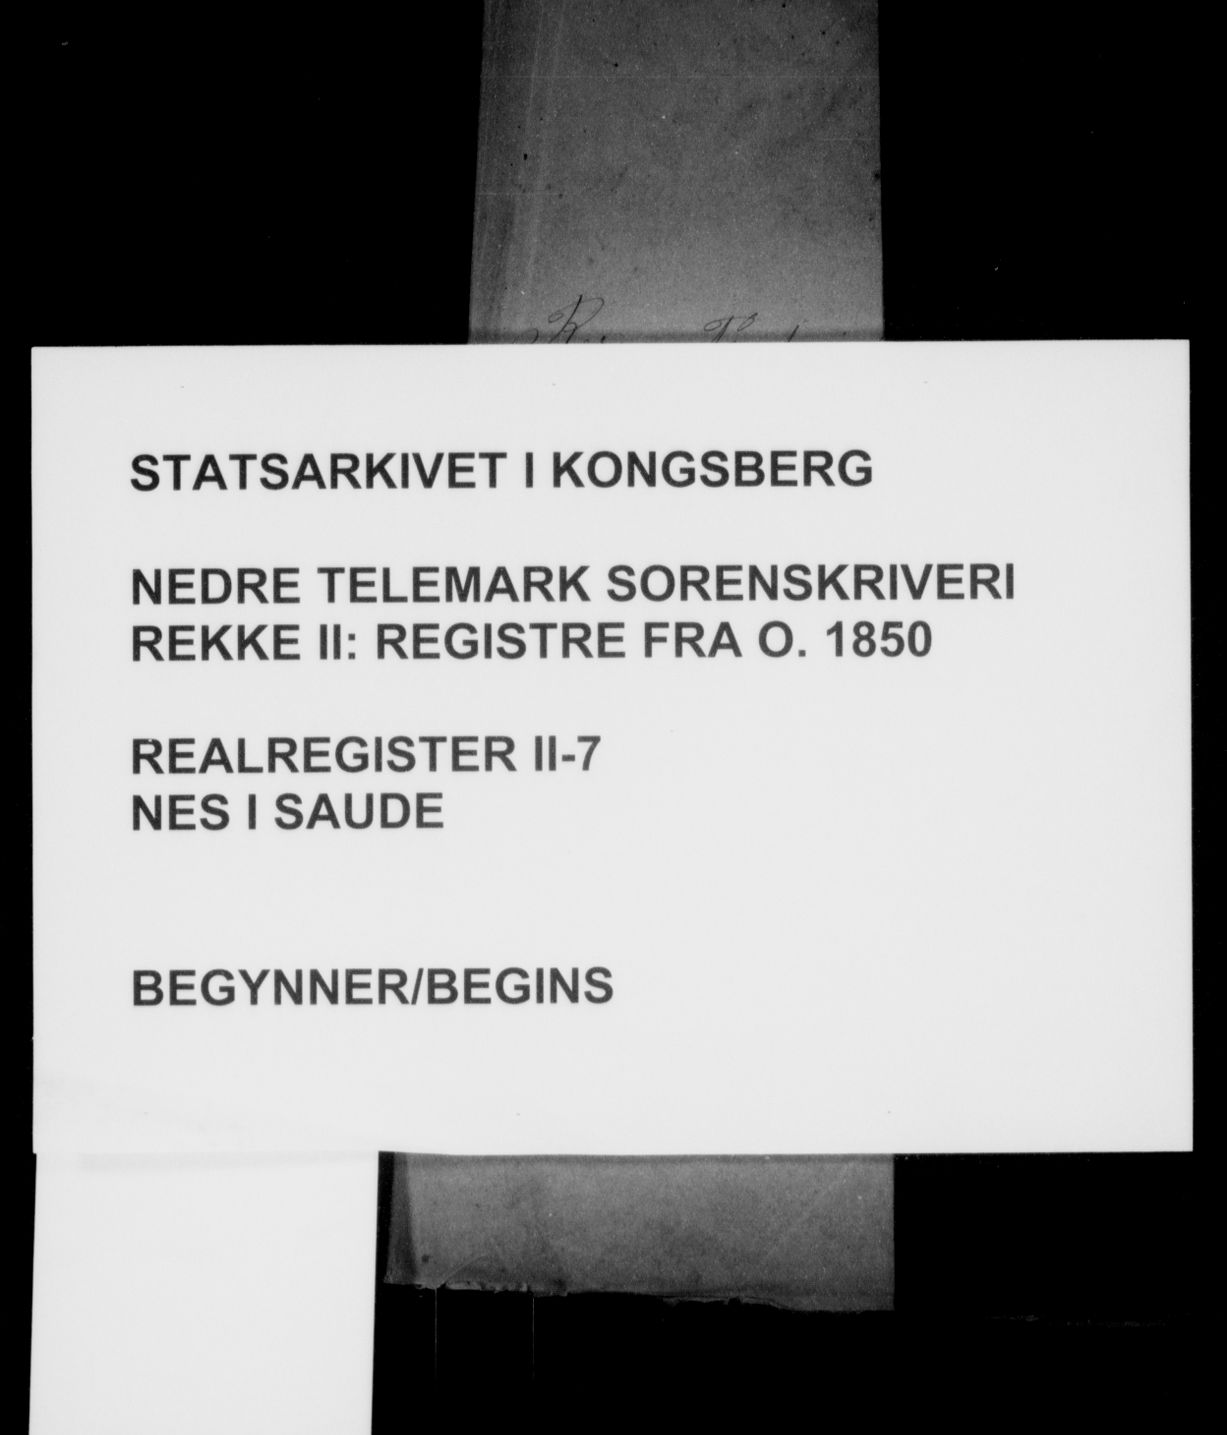 STATSARKIVET I KONGSBERG
NEDRE TELEMARK SORENSKRIVERI
REKKE II: REGISTRE FRA O. 1850
REALREGISTER II-7
NES I SAUDE
BEGYNNER/BEGINS